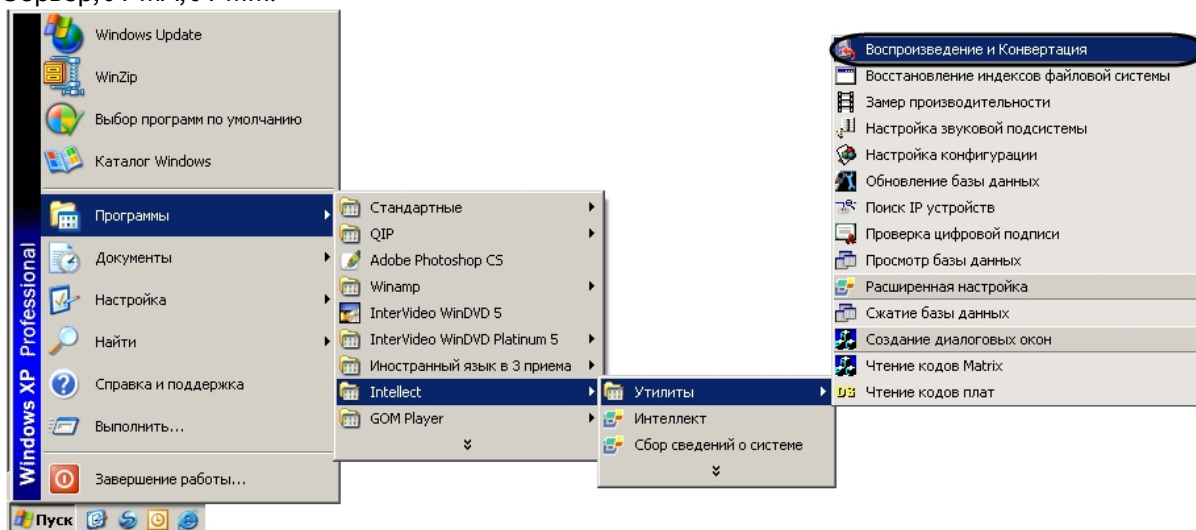 Windows Update
WinZip
Выбор программ по умолчанию
Каталог Windows
Программы
Документы
Настройка
Найти
Справка и поддержка
Выполнить...
Завершение работы...
Windows XP Professional
Пуск
Стандартные
QIP
Adobe Photoshop CS
Winamp
InterVideo WinDVD 5
InterVideo WinDVD Platinum 5
Иностранный язык в 3 приема
Intellect
GOM Player
Утилиты
Интеллект
Сбор сведений о системе
Воспроизведение и Конвертация
Восстановление индексов файловой системы
Замер производительности
Настройка звуковой подсистемы
Настройка конфигурации
Обновление базы данных
Поиск IP устройств
Проверка цифровой подписи
Просмотр базы данных
Расширенная настройка
Сжатие базы данных
Создание диалоговых окон
Чтение кодов Matrix
Чтение кодов плат